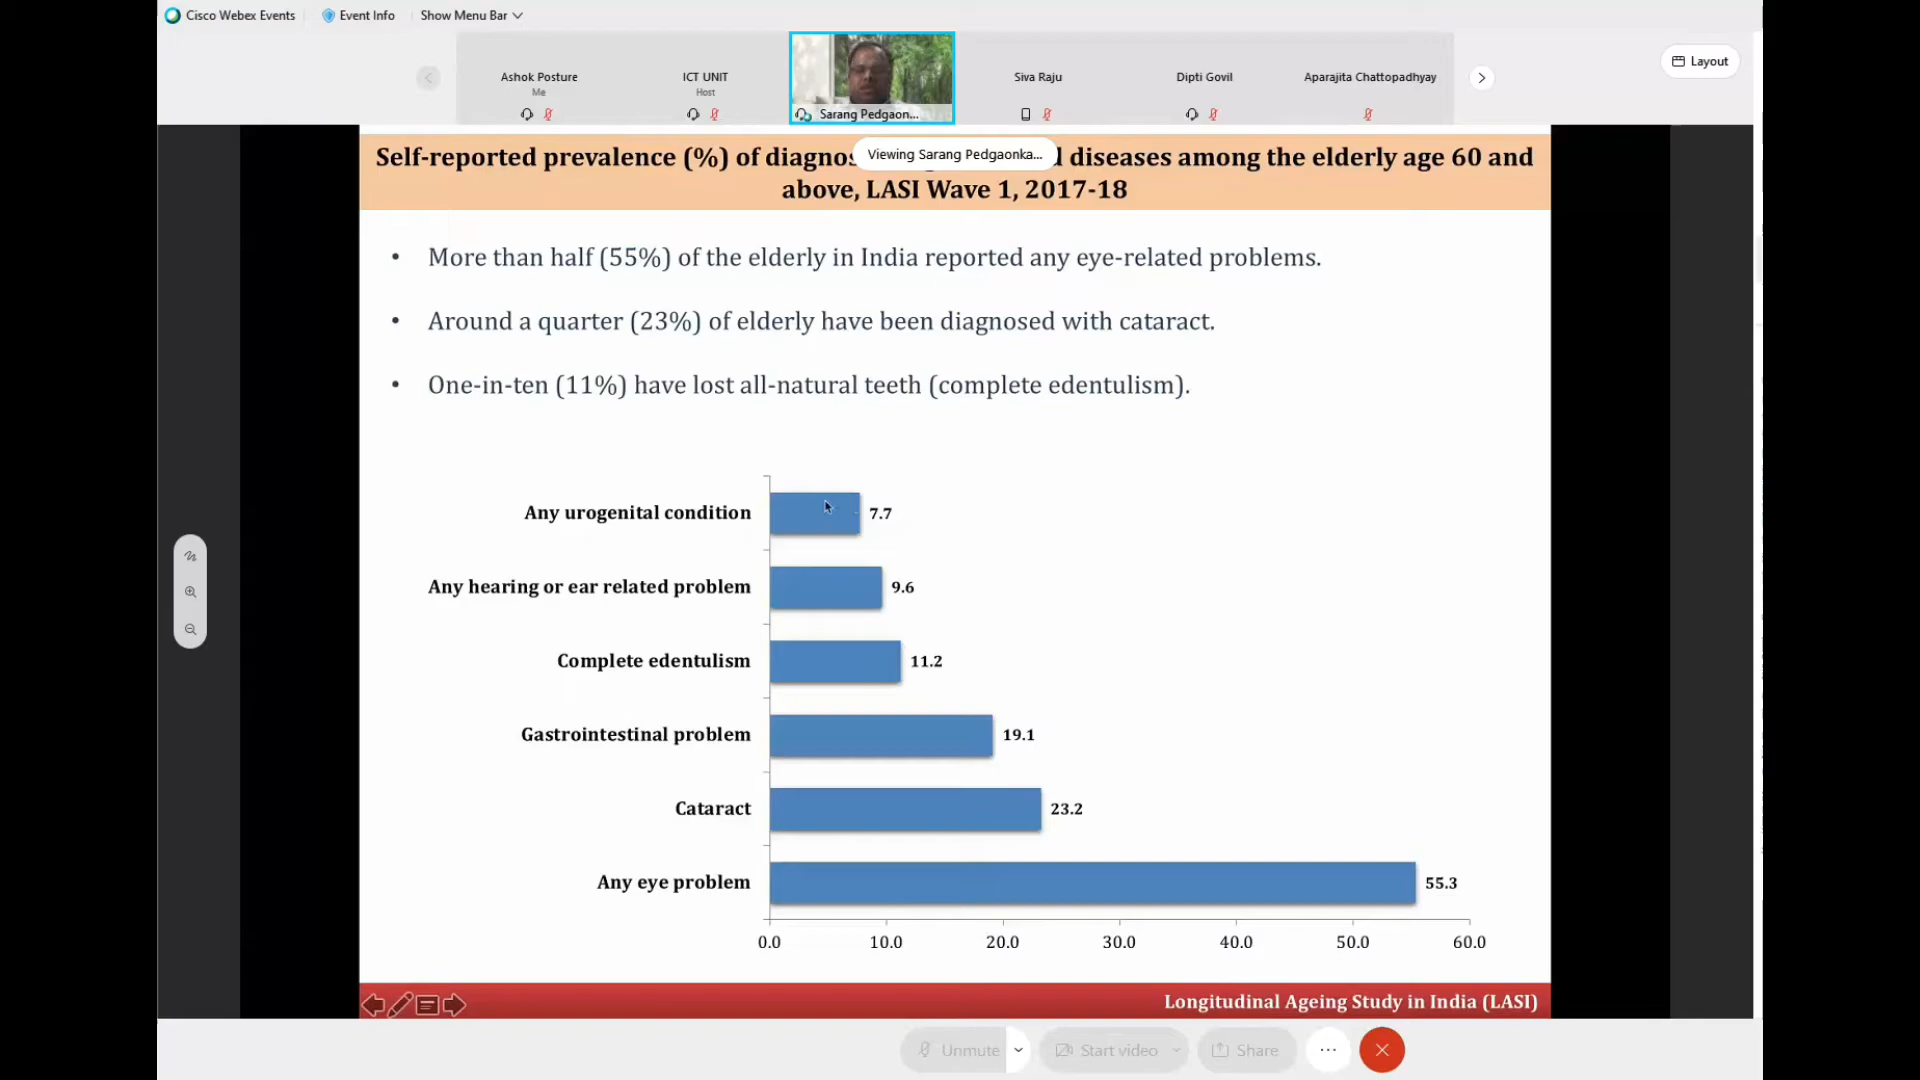 Cisco Webex Events
Event Info
Show Menu Bar
Ashok Posture
Me
ICT UNIT
Host
Sarang Pedgaon...
Siva Raju
Dipti Govil
Aparajita Chattopadhyay
Layout
Viewing Sarang Pedgaonka...
Self-reported prevalence (%) of diseases among the elderly age 60 and
above, LASI Wave 1, 2017-18
• More than half (55%) of the elderly in India reported any eye-related problems.
• Around a quarter (23%) of elderly have been diagnosed with cataract.
• One-in-ten (11%) have lost all-natural teeth (complete edentulism).
Any urogenital condition 7.7
Any hearing or ear related problem 9.6
Complete edentulism 11.2
Gastrointestinal problem 19.1
Cataract 23.2
Any eye problem 55.3
0.0 10.0 20.0 30.0 40.0 50.0 60.0
Longitudinal Ageing Study in India (LASI)
Unmute
Start video
Share